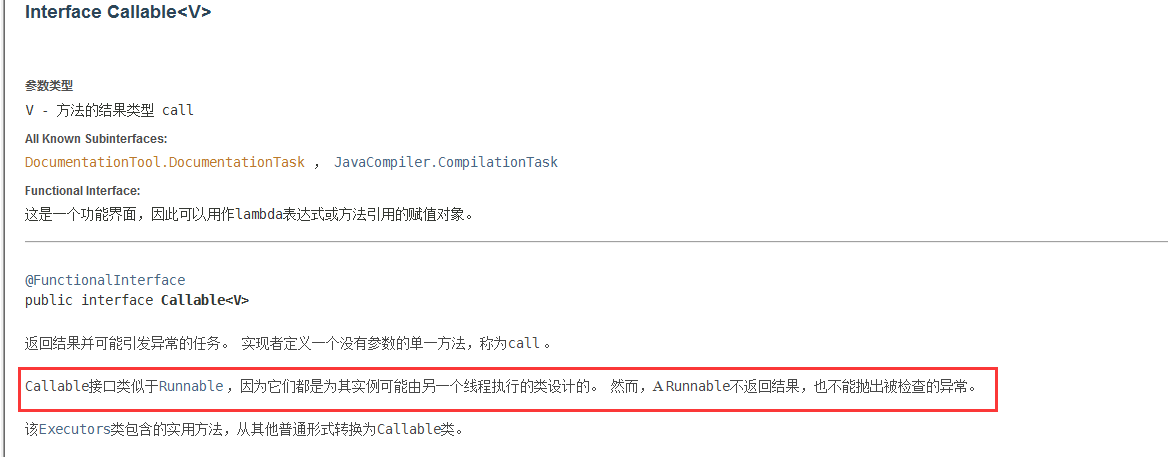 Interface Callable<V>
参数类型
V - 方法的结果类型 call
All Known Subinterfaces:
DocumentationTool.DocumentationTask ， JavaCompiler.CompilationTask
Functional Interface:
这是一个功能界面，因此可以用作lambda表达式或方法引用的赋值对象。
@FunctionalInterface
public interface Callable<V>
返回结果并可能引发异常的任务。 实现者定义一个没有参数的单一方法，称为call 。
Callable接口类似于Runnable ，因为它们都是为其实例可能由另一个线程执行的类设计的。 然而，A Runnable不返回结果，也不能抛出被检查的异常。
该Executors类包含的实用方法，从其他普通形式转换为Callable类。